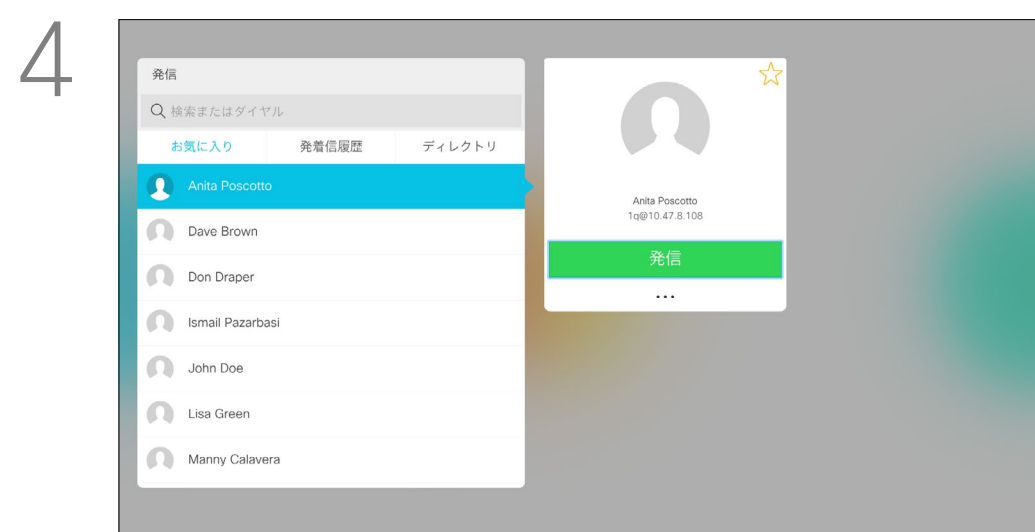 4
発信
検索またはダイヤル
お気に入り 発着信履歴 ディレクトリ
Anita Poscotto
Dave Brown
Don Draper
Ismail Pazarbasi
John Doe
Lisa Green
Manny Calavera
Anita Poscotto
1q@10.47.8.108
発信
...